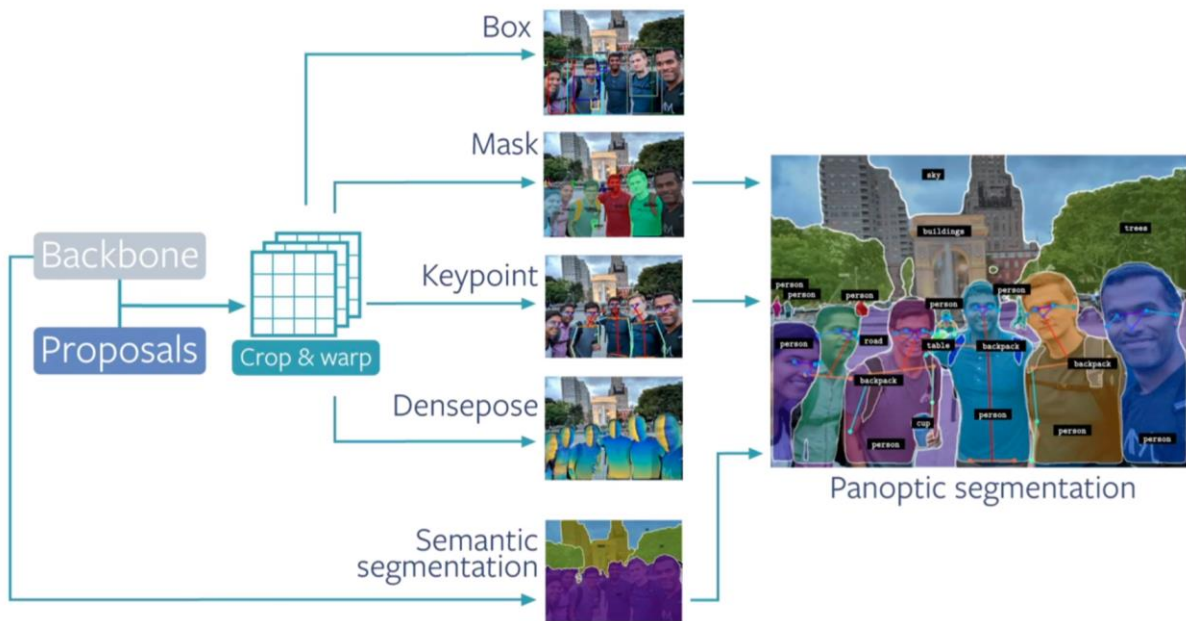 Box
Mask
Backbone
Keypoint
Proposals
Crop & warp
Densepose
Semantic
segmentation
sky
buildings
trees
person
person
person
person
person
person
road
table
backpack
backpack
backpack
cup
person
person
person
person
Panoptic segmentation